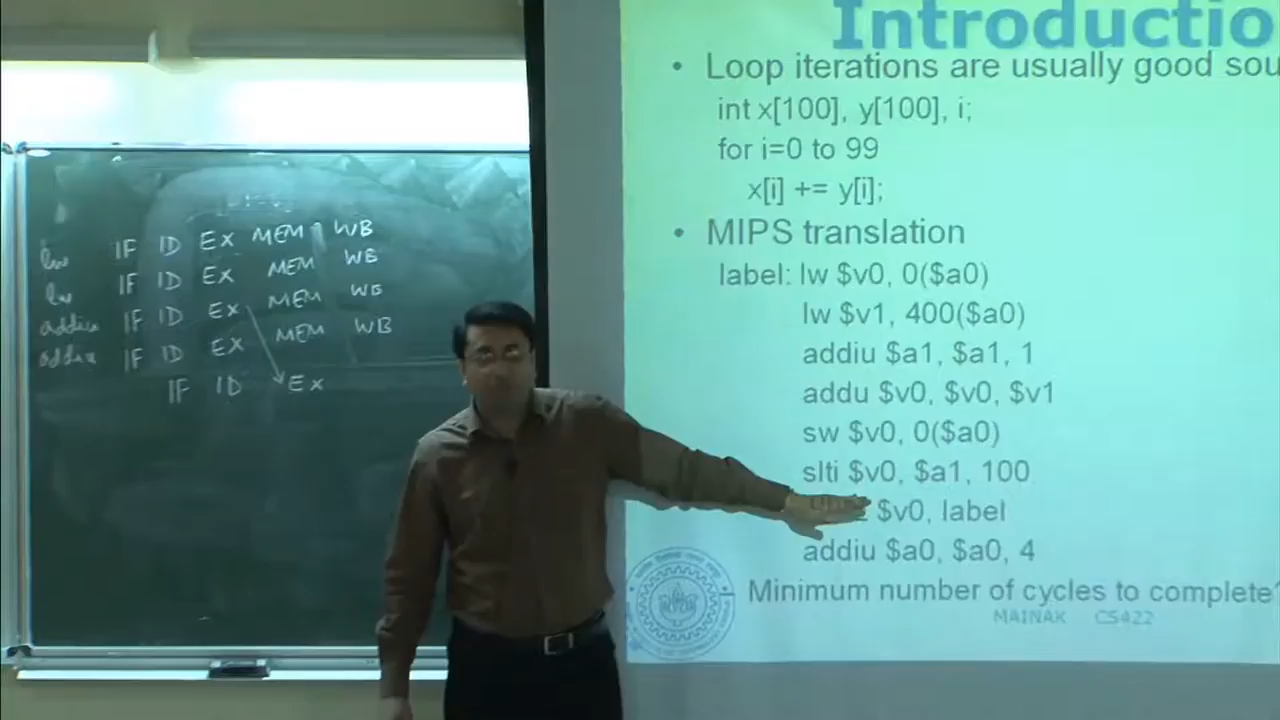 lw IF ID EX MEM WB
lw IF ID EX MEM WB
addiu IF ID EX MEM WB
addiu IF ID EX MEM WB
IF ID EX
Introductio
• Loop iterations are usually good sou
int x[100], y[100], i;
for i=0 to 99
x[i] += y[i];
• MIPS translation
label: lw $v0, 0($a0)
lw $v1, 400($a0)
addiu $a1, $a1, 1
addu $v0, $v0, $v1
sw $v0, 0($a0)
slti $v0, $a1, 100
$v0, label
addiu $a0, $a0, 4
Minimum number of cycles to complete?
MAINAK CS422